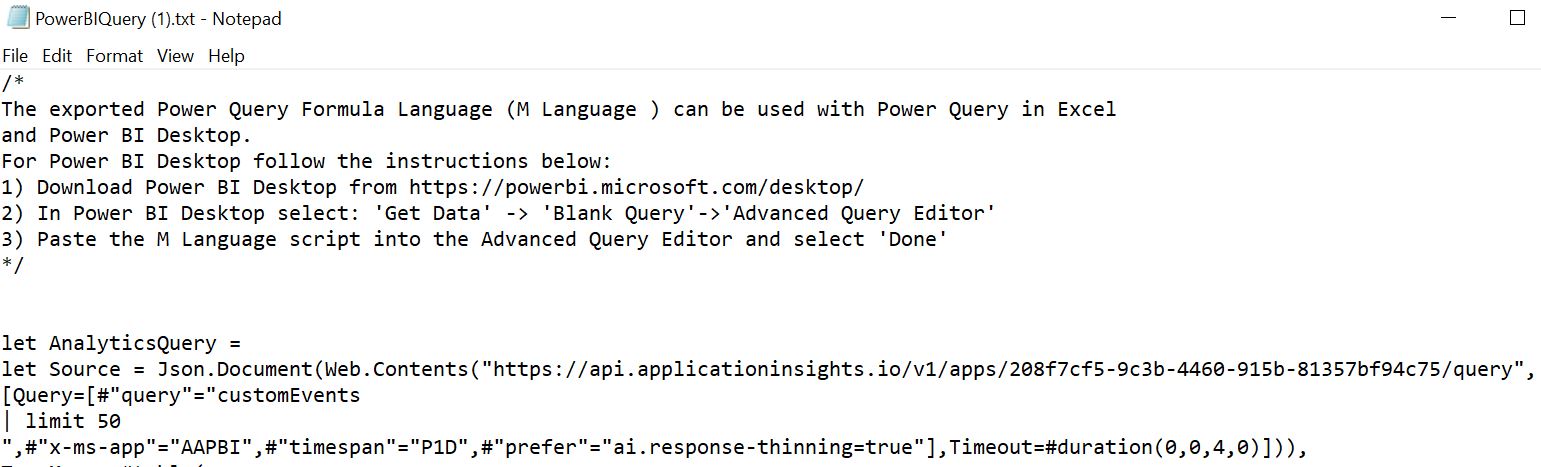 PowerBIQuery (1).txt - Notepad
File Edit Format View Help
/*
The exported Power Query Formula Language (M Language ) can be used with Power Query in Excel
and Power BI Desktop.
For Power BI Desktop follow the instructions below:
1) Download Power BI Desktop from https://powerbi.microsoft.com/desktop/
2) In Power BI Desktop select: 'Get Data' -> 'Blank Query'->'Advanced Query Editor'
3) Paste the M Language script into the Advanced Query Editor and select 'Done'
*/
let AnalyticsQuery =
let Source = Json.Document(Web.Contents("https://api.applicationinsights.io/v1/apps/208f7cf5-9c3b-4460-915b-81357bf94c75/query",
[Query=[#"query"="customEvents
| limit 50
",#"x-ms-app"="AAPBI",#"timespan"="P1D",#"prefer"="ai.response-thinning=true"],Timeout=#duration(0,0,4,0)])),